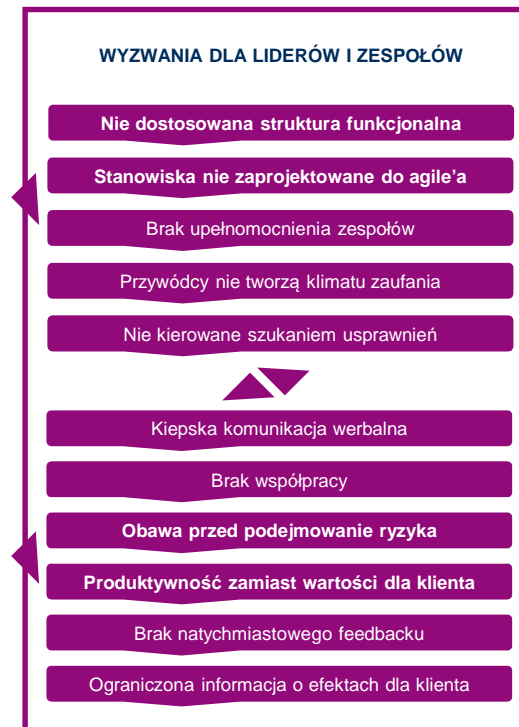 WYZWANIA DLA LIDERÓW I ZESPOŁÓW
Nie dostosowana struktura funkcjonalna
Stanowiska nie zaprojektowane do agile’a
Brak upełnomocnienia zespołów
Przywódcy nie tworzą klimatu zaufania
Nie kierowane szukaniem usprawnień
Kiepska komunikacja werbalna
Brak współpracy
Obawa przed podejmowanie ryzyka
Produktywność zamiast wartości dla klienta
Brak natychmiastowego feedbacku
Ograniczona informacja o efektach dla klienta